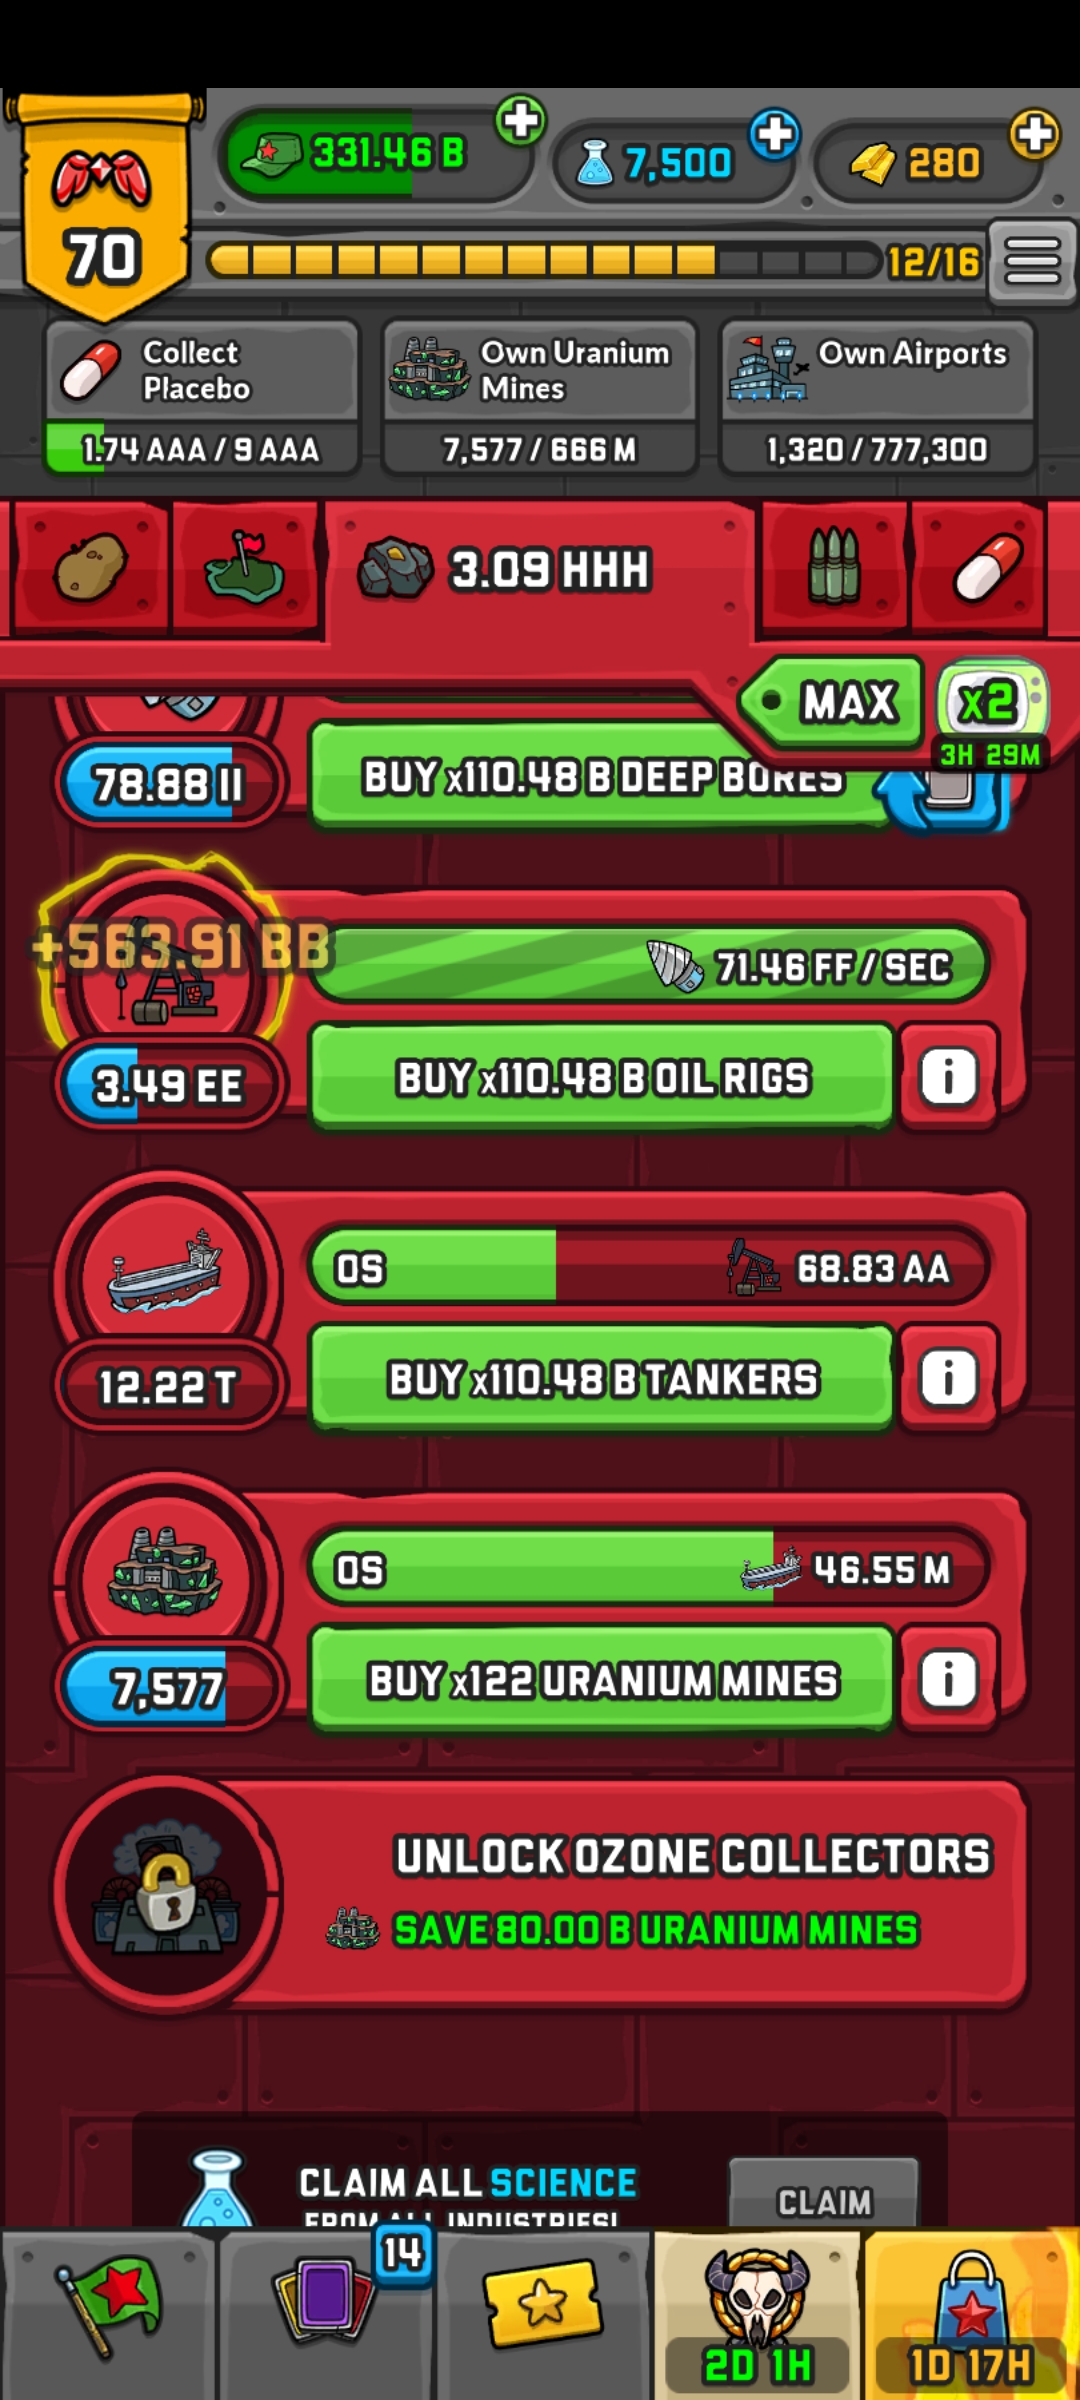 331.46 B
7,500
280
70
12/16
Collect
Placebo
1.74 AAA / 9 AAA
Own Uranium
Mines
7,577 / 666 M
Own Airports
1,320 / 777,300
3.09 HHH
MAX
x2
3H 29M
78.88 II
BUY x110.48 B DEEP BORES
+563.91 BB
71.46 FF / SEC
3.49 EE
BUY x110.48 B OIL RIGS
i
0S
68.83 AA
12.22 T
BUY x110.48 B TANKERS
i
0S
46.55 M
7,577
BUY x122 URANIUM MINES
i
UNLOCK OZONE COLLECTORS
SAVE 80.00 B URANIUM MINES
CLAIM ALL SCIENCE
FROM ALL INDUSTRIES!
CLAIM
14
2D 1H
1D 17H